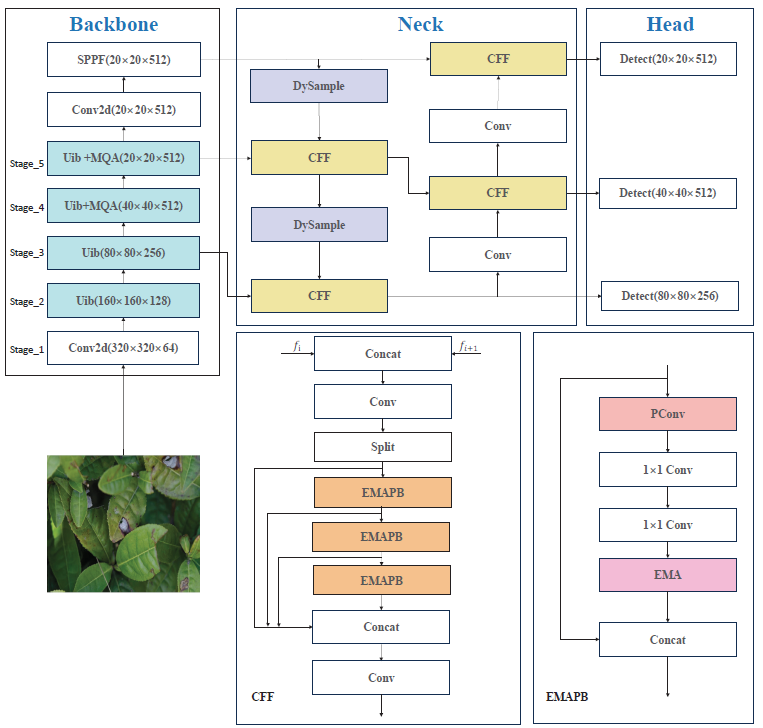 Backbone
SPPF(20×20×512)
Conv2d(20×20×512)
Stage_5
Uib +MQA(20×20×512)
Stage_4
Uib+MQA(40×40×512)
Stage_3
Uib(80×80×256)
Stage_2
Uib(160×160×128)
Stage_1
Conv2d(320×320×64)
Neck
DySample
CFF
DySample
CFF
CFF
Conv
CFF
Conv
Head
Detect(20×20×512)
Detect(40×40×512)
Detect(80×80×256)
fi
Concat
fi+1
Conv
Split
EMAPB
EMAPB
EMAPB
Concat
Conv
CFF
PConv
1×1 Conv
1×1 Conv
EMA
Concat
EMAPB